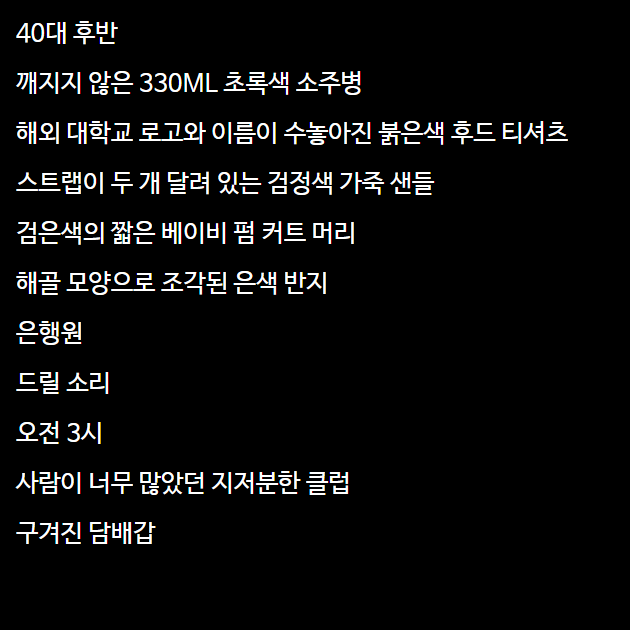 40대 후반
깨지지 않은 330ML 초록색 소주병
해외 대학교 로고와 이름이 수놓아진 붉은색 후드 티셔츠
스트랩이 두 개 달려 있는 검정색 가죽 샌들
검은색의 짧은 베이비 펌 커트 머리
해골 모양으로 조각된 은색 반지
은행원
드릴 소리
오전 3시
사람이 너무 많았던 지저분한 클럽
구겨진 담배갑